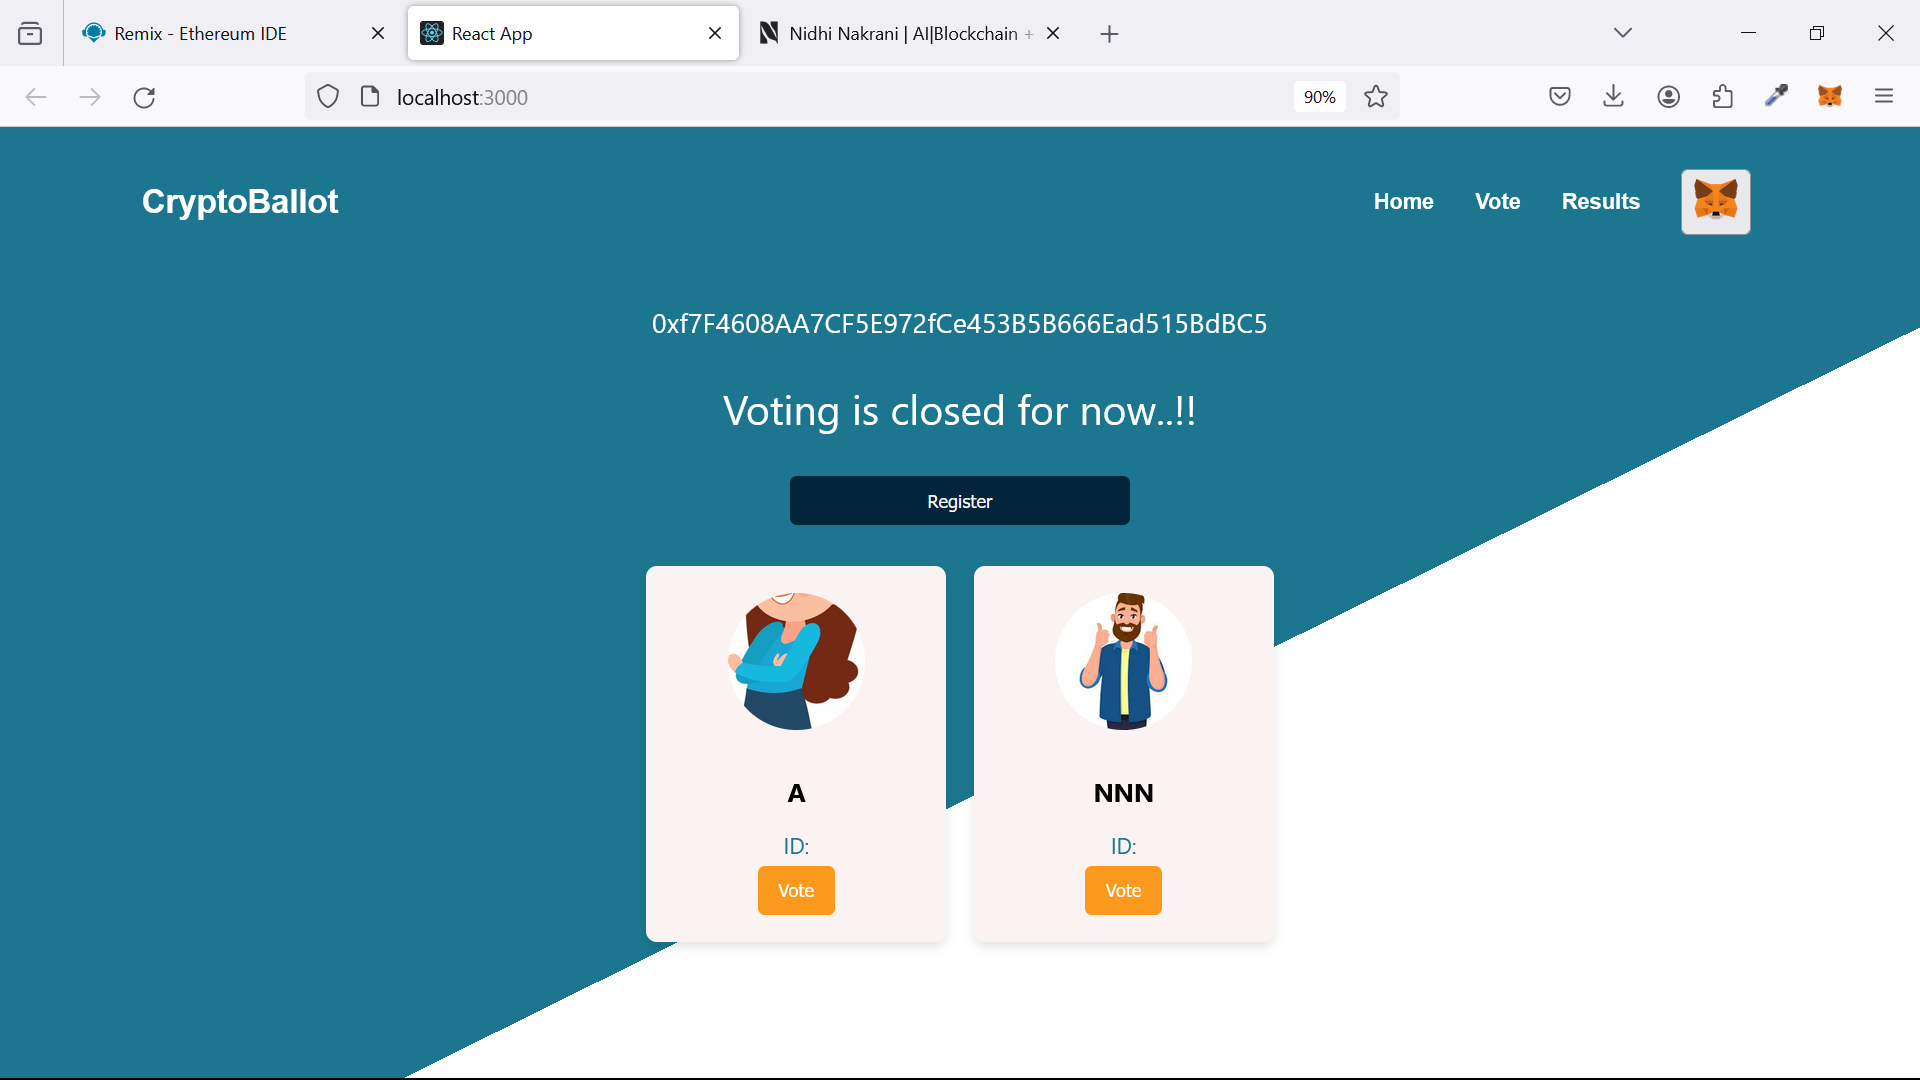 Remix - Ethereum IDE
React App
Nidhi Nakrani | AI|Blockchain +
localhost:3000
90%
CryptoBallot
Home
Vote
Results
0xf7F4608AA7CF5E972fCe453B5B666Ead515BdBC5
Voting is closed for now..!!
Register
A
ID:
Vote
NNN
ID:
Vote